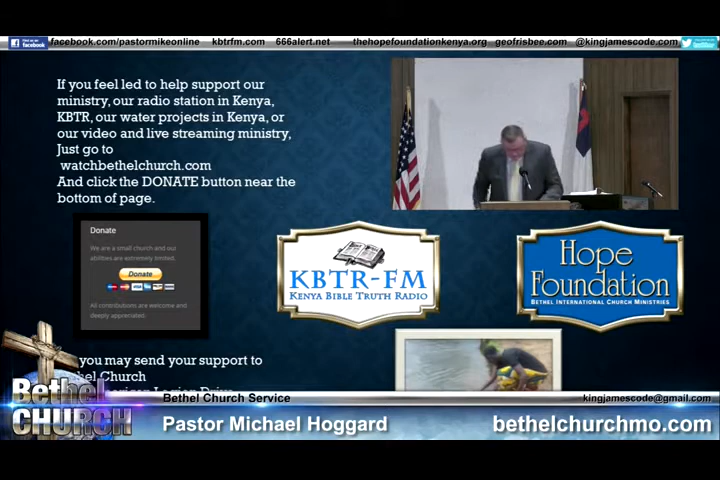 facebook.com/pastormikeonline kbtrfm.com 666alert.net thehopefoundationkenya.org geofrisbee.com @kingjamescode.com
If you feel led to help support our
ministry, our radio station in Kenya,
KBTR, our water projects in Kenya, or
our video and live streaming ministry,
Just go to
watchbethelchurch.com
And click the DONATE button near the
bottom of page.
Donate
We are a small church and our
abilities are extremely limited.
Donate
All contributions are welcome and
deeply appreciated.
KBTR-FM
KENYA BIBLE TRUTH RADIO
Hope
Foundation
BETHEL INTERNATIONAL CHURCH MINISTRIES
you may send your support to
Church
Bethel Church Service
kingjamescode@gmail.com
Bethel
CHURCH
Pastor Michael Hoggard
bethelchurchmo.com